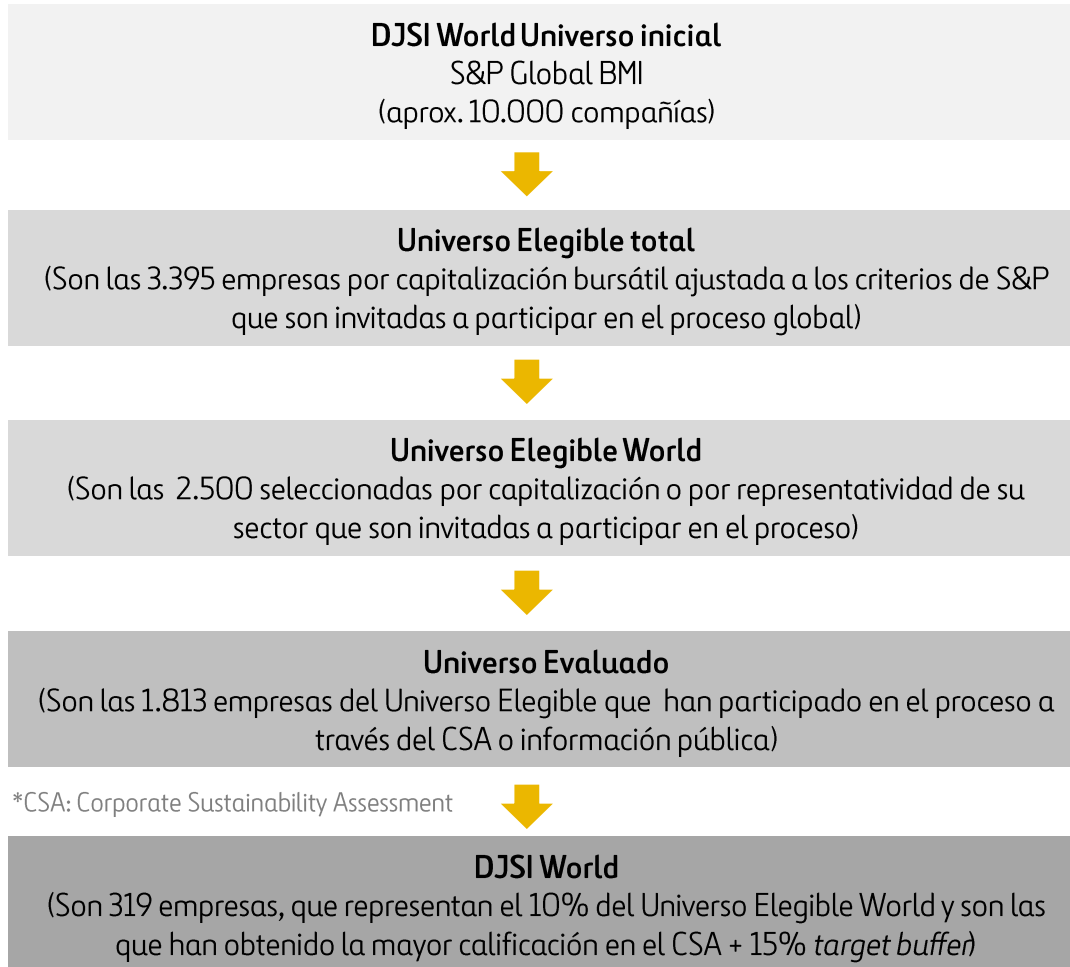 DJSI World Universo inicial
S&P Global BMI
(aprox. 10.000 compañías)
Universo Elegible total
(Son las 3.395 empresas por capitalización bursátil ajustada a los criterios de S&P
que son invitadas a participar en el proceso global)
Universo Elegible World
(Son las 2.500 seleccionadas por capitalización o por representatividad de su
sector que son invitadas a participar en el proceso)
Universo Evaluado
(Son las 1.813 empresas del Universo Elegible que han participado en el proceso a
través del CSA o información pública)
*CSA: Corporate Sustainability Assessment
DJSI World
(Son 319 empresas, que representan el 10% del Universo Elegible World y son las
que han obtenido la mayor calificación en el CSA + 15% target buffer)